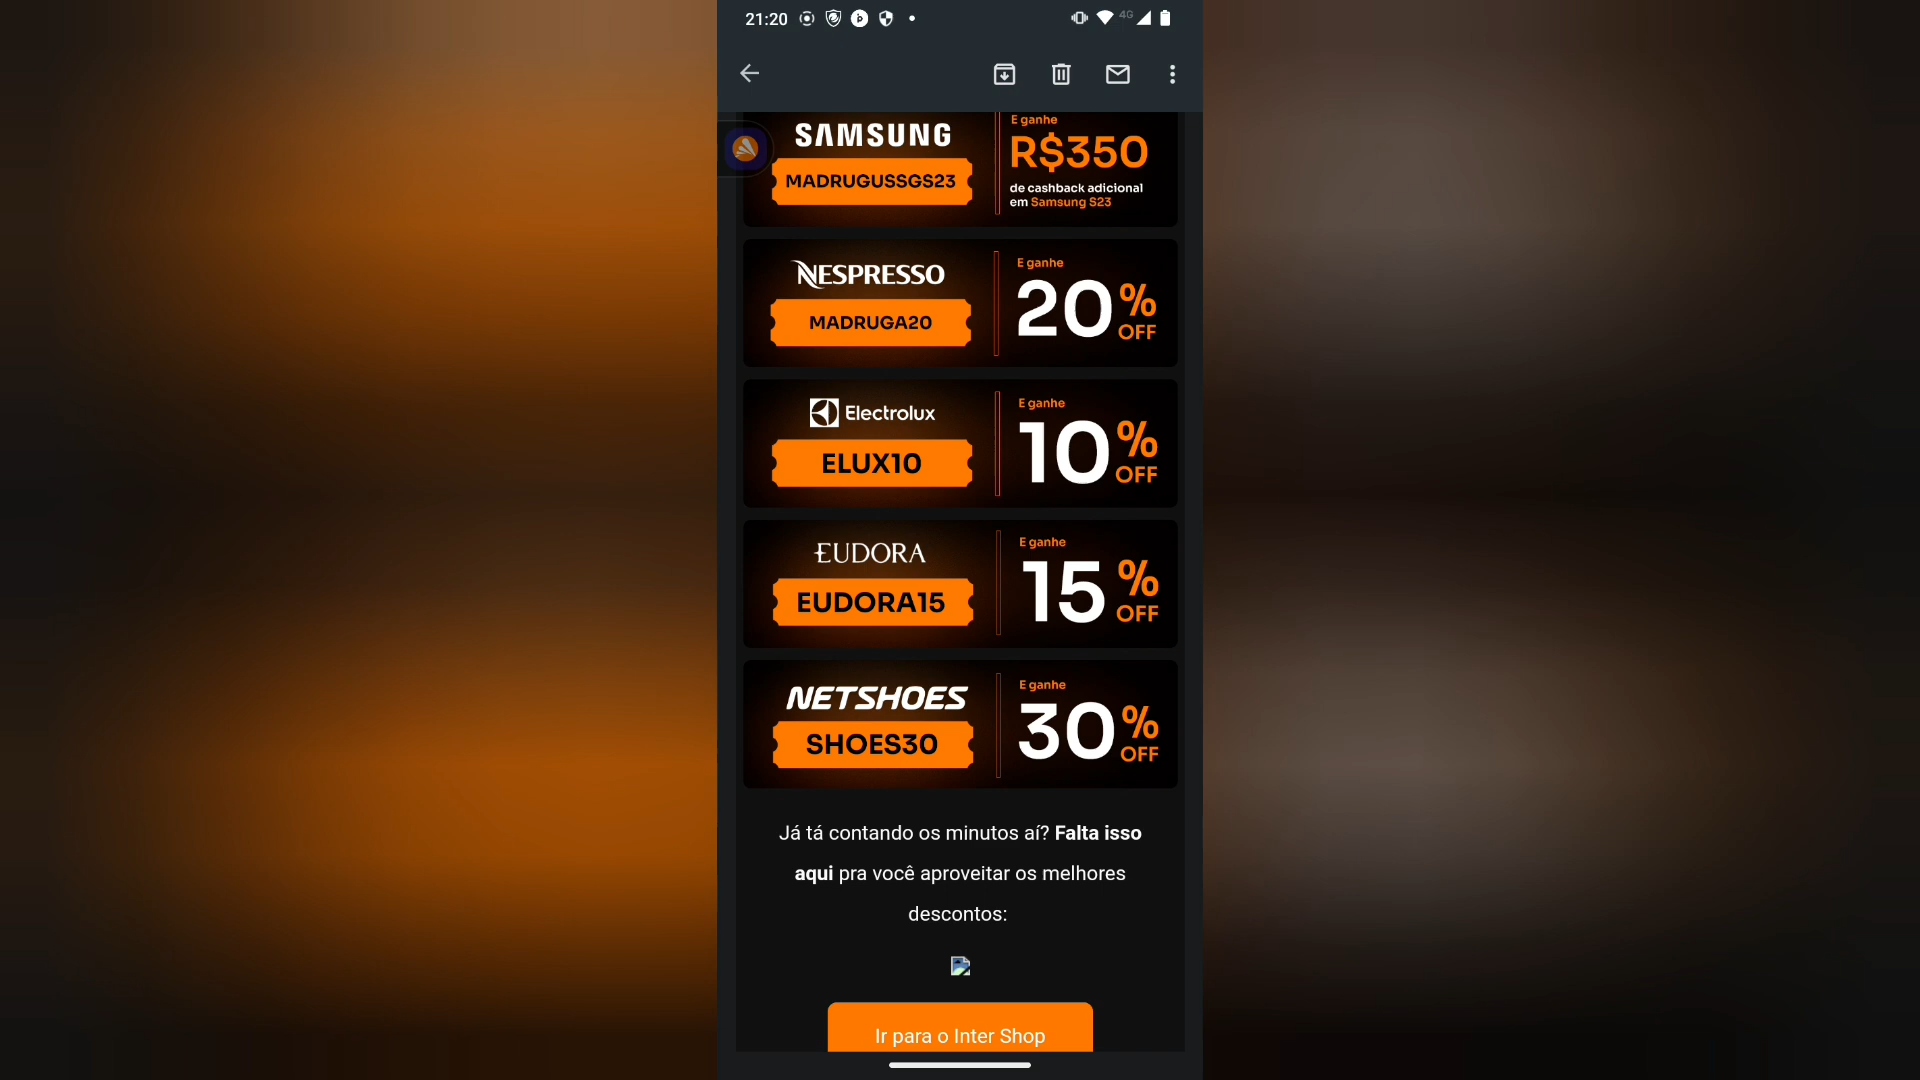 21:20
4G
SAMSUNG
MADRUGUSSGS23
E ganhe
R$350
de cashback adicional
em Samsung S23
NESPRESSO
MADRUGA20
E ganhe
20%
OFF
Electrolux
ELUX10
E ganhe
10%
OFF
EUDORA
EUDORA15
E ganhe
15%
OFF
NETSHOES
SHOES30
E ganhe
30%
OFF
Já tá contando os minutos aí? Falta isso
aqui pra você aproveitar os melhores
descontos:
Ir para o Inter Shop